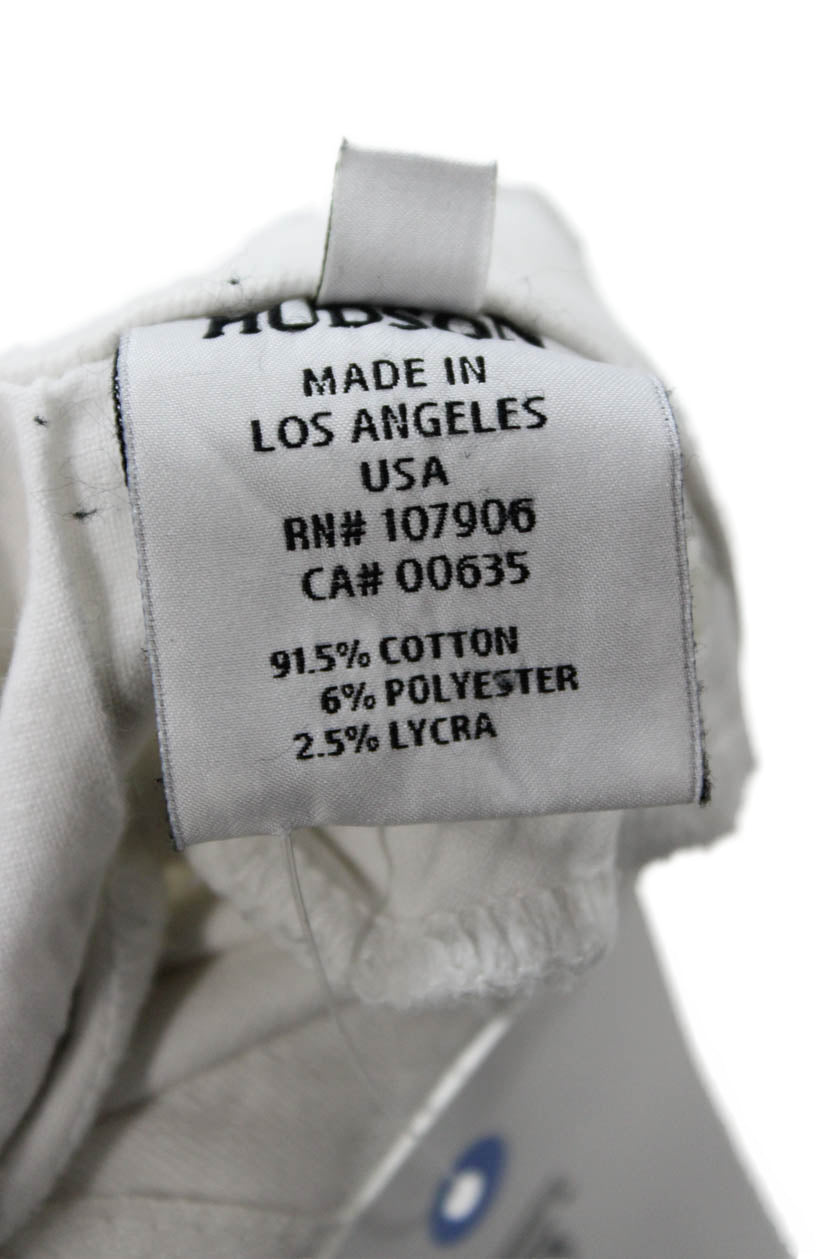 HUDSON
MADE IN
LOS ANGELES
USA
RN# 107906
CA# 00635
91.5% COTTON
6% POLYESTER
2.5% LYCRA